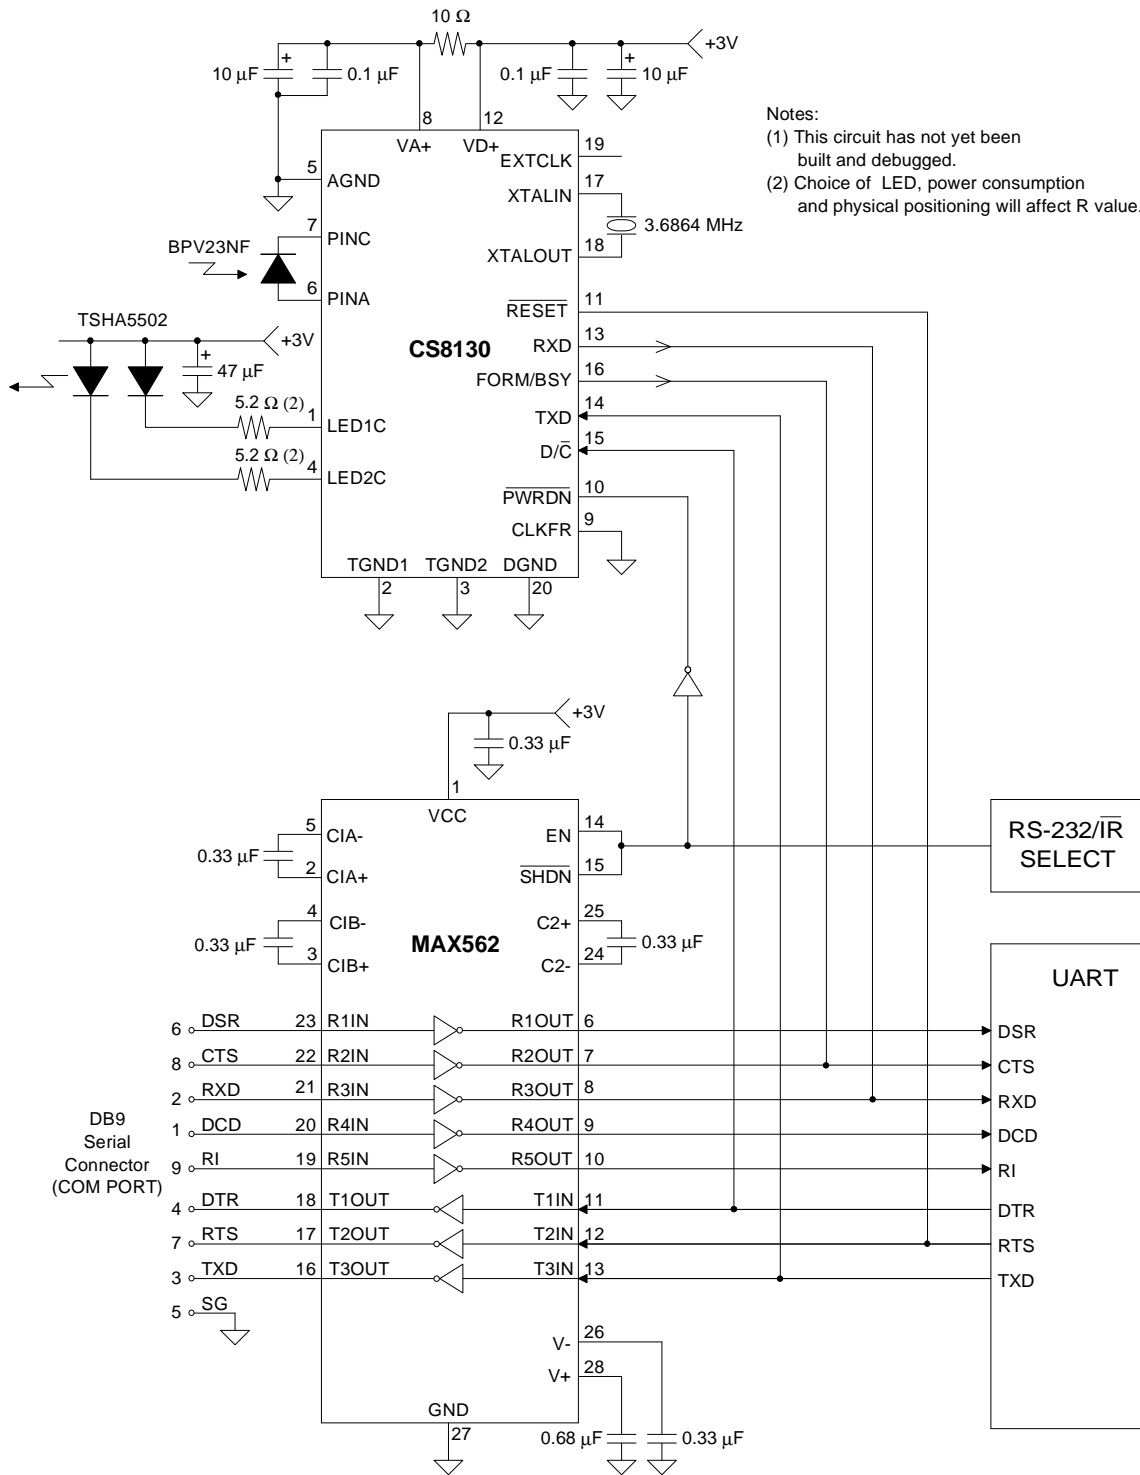 10 Ω
+3V
10 µF
+
0.1 µF
0.1 µF
+
10 µF
8
12
VA+
VD+
Notes:
(1) This circuit has not yet been
built and debugged.
(2) Choice of LED, power consumption
and physical positioning will affect R value.
19
EXTCLK
5
AGND
17
XTALIN
3.6864 MHz
7
PINC
BPV23NF
18
XTALOUT
6
PINA
11
RESET
TSHA5502
+3V
CS8130
13
RXD
+
47 µF
16
FORM/BSY
5.2 Ω (2)
1
LED1C
14
TXD
15
D/C
5.2 Ω (2)
4
LED2C
10
PWRDN
9
CLKFR
TGND1
TGND2
DGND
2
3
20
+3V
0.33 µF
1
VCC
5
CIA-
14
EN
RS-232/IR
SELECT
0.33 µF
2
CIA+
15
SHDN
4
CIB-
25
C2+
0.33 µF
MAX562
0.33 µF
3
CIB+
24
C2-
UART
6
DSR
23
R1IN
R1OUT
6
DSR
8
CTS
22
R2IN
R2OUT
7
CTS
2
RXD
21
R3IN
R3OUT
8
RXD
DB9
Serial
Connector
(COM PORT)
1
DCD
20
R4IN
R4OUT
9
DCD
9
RI
19
R5IN
R5OUT
10
RI
4
DTR
18
T1OUT
T1IN
11
DTR
7
RTS
17
T2OUT
T2IN
12
RTS
3
TXD
16
T3OUT
T3IN
13
TXD
5
SG
V-
26
V+
28
GND
27
0.68 µF
0.33 µF